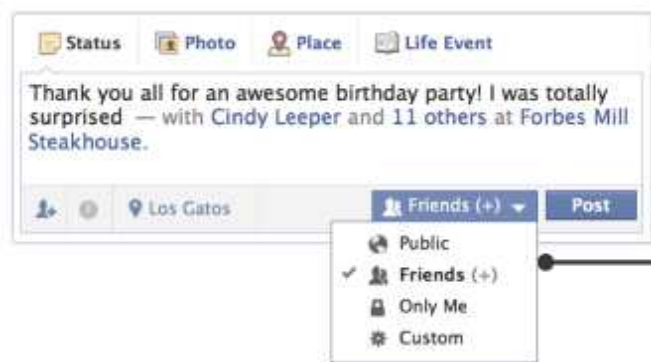 Status Photo Place Life Event
Thank you all for an awesome birthday party! I was totally
surprised — with Cindy Leeper and 11 others at Forbes Mill
Steakhouse.
Los Gatos Friends (+) Post
Public
Friends (+)
Only Me
Custom